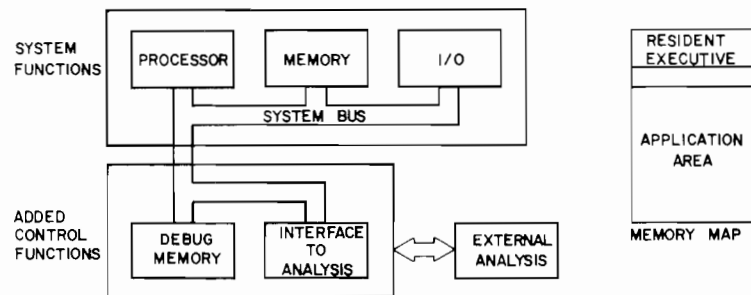 SYSTEM
FUNCTIONS
PROCESSOR
MEMORY
I/O
SYSTEM BUS
ADDED
CONTROL
FUNCTIONS
DEBUG
MEMORY
INTERFACE
TO
ANALYSIS
EXTERNAL
ANALYSIS
RESIDENT
EXECUTIVE
APPLICATION
AREA
MEMORY MAP